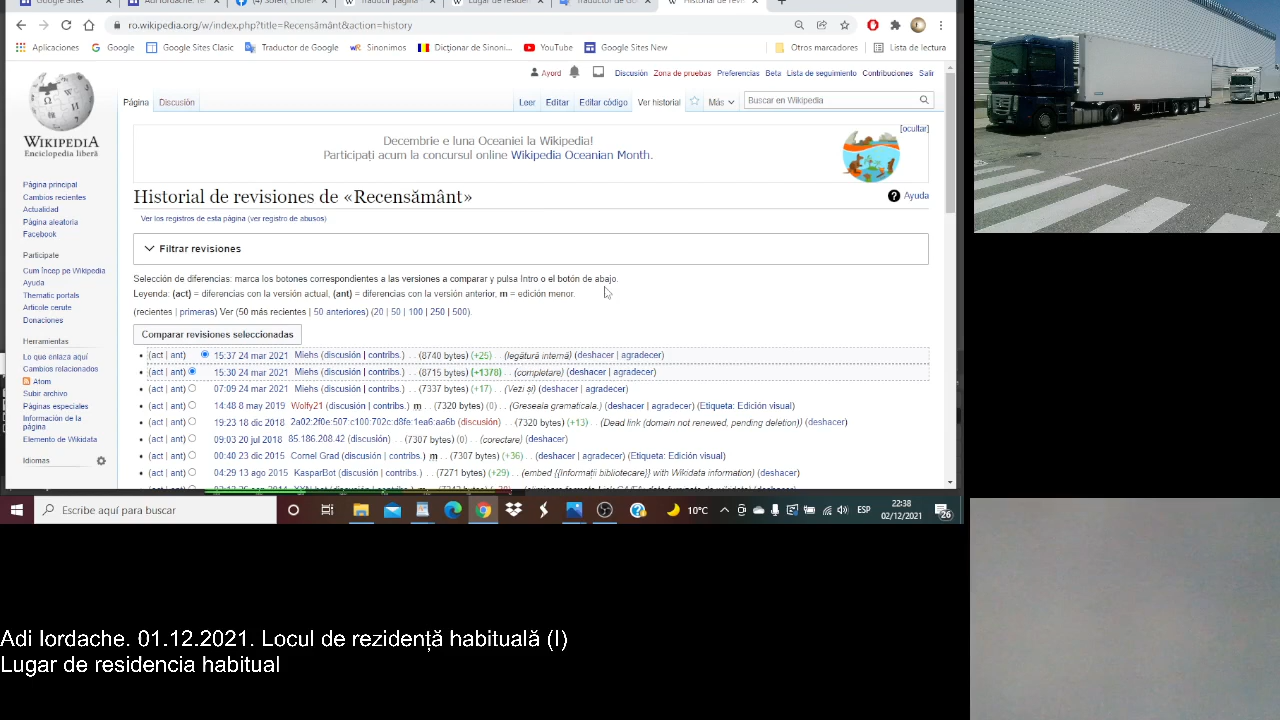 Google Sites
Adi Iordache, fe
Traducir página
Lugar de reside
Traductor de G
Historial de revi
ro.wikipedia.org/w/index.php?title=Recensământ&action=history
Aplicaciones Google Google Sites Clasic Traductor de Google Sinonimos Dicționar de Sinoni... YouTube Google Sites New Otros marcadores Lista de lectura
Ayord Discusión Zona de pruebas Preferencias Beta Lista de seguimiento Contribuciones Salir
Página Discusión Leer Editar Editar código Ver historial Más Buscar en Wikipedia
WIKIPEDIA
Enciclopedia liberă
Página principal
Cambios recientes
Actualidad
Página aleatoria
Facebook
Participate
Cum încep pe Wikipedia
Ayuda
Thematic portals
Articole cerute
Donaciones
Herramientas
Lo que enlaza aquí
Cambios relacionados
Atom
Subir archivo
Páginas especiales
Información de la
página
Elemento de Wikidata
Idiomas
[ocultar]
Decembrie e luna Oceaniei la Wikipedia!
Participați acum la concursul online Wikipedia Oceanian Month.
Historial de revisiones de «Recensământ»
Ayuda
Ver los registros de esta página (ver registro de abusos)
Filtrar revisiones
Selección de diferencias: marca los botones correspondientes a las versiones a comparar y pulsa Intro o el botón de abajo.
Leyenda: (act) = diferencias con la versión actual, (ant) = diferencias con la versión anterior, m = edición menor.
(recientes | primeras) Ver (50 más recientes | 50 anteriores) (20 | 50 | 100 | 250 | 500).
Comparar revisiones seleccionadas
(act | ant) 15:37 24 mar 2021 Miehs (discusión | contribs.) . . (8740 bytes) (+25) . . (legătură internă) (deshacer | agradecer)
(act | ant) 15:30 24 mar 2021 Miehs (discusión | contribs.) . . (8715 bytes) (+1378) . . (completare) (deshacer | agradecer)
(act | ant) 07:09 24 mar 2021 Miehs (discusión | contribs.) . . (7337 bytes) (+17) . . (Vezi și) (deshacer | agradecer)
(act | ant) 14:48 8 may 2019 Wolfy21 (discusión | contribs.) m . . (7320 bytes) (0) . . (Greseala gramaticala.) (deshacer | agradecer) (Etiqueta: Edición visual)
(act | ant) 19:23 18 dic 2018 2a02:2f0e:507:c100:702c:d8fe:1ea6:aa6b (discusión) . . (7320 bytes) (+13) . . (Dead link (domain not renewed, pending deletion)) (deshacer)
(act | ant) 09:03 20 jul 2018 85.186.208.42 (discusión) . . (7307 bytes) (0) . . (corectare) (deshacer)
(act | ant) 00:40 23 dic 2015 Cornel Grad (discusión | contribs.) m . . (7307 bytes) (+36) . . (deshacer | agradecer) (Etiqueta: Edición visual)
(act | ant) 04:29 13 ago 2015 KasparBot (discusión | contribs.) . . (7271 bytes) (+29) . . (embed {{Informații bibliotecare}} with Wikidata information) (deshacer)
Escribe aquí para buscar
10°C
ESP
22:38
02/12/2021
26
Adi Iordache. 01.12.2021. Locul de rezidență habituală (I)
Lugar de residencia habitual